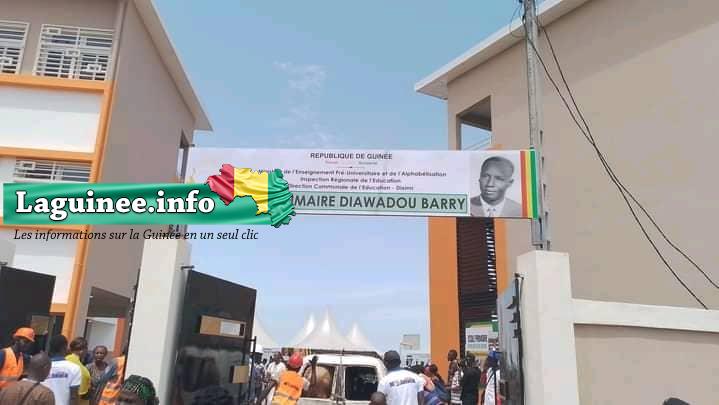 REPUBLIQUE DE GUINÉE
de l'Enseignement Pré-Universitaire et de l'Alphabétisation
Inspection Régionale de l'Education
Direction Communale de l'Education - Dixinn
MAIRE DIAWADOU BARRY
Laguinee.info
Les informations sur la Guinée en un seul clic